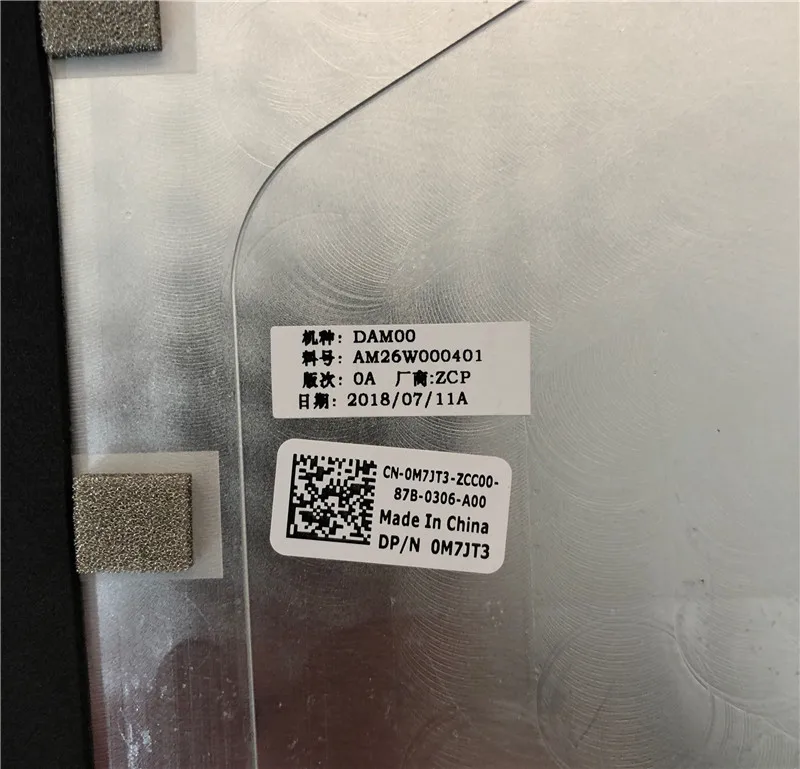 机种: DAM00
料号: AM26W000401
版次: 0A 厂商:ZCP
日期: 2018/07/11A
CN-0M7JT3-ZCC00-
87B-0306-A00
Made In China
DP/N 0M7JT3